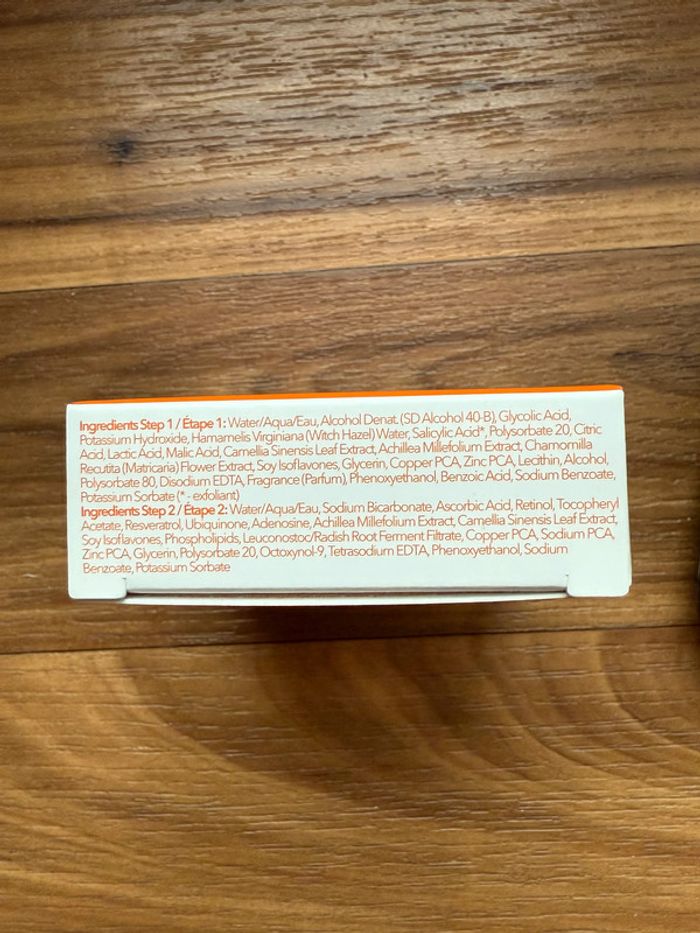 Ingredients Step 1 / Étape 1: Water/Aqua/Eau, Alcohol Denat. (SD Alcohol 40-B), Glycolic Acid,
Potassium Hydroxide, Hamamelis Virginiana (Witch Hazel) Water, Salicylic Acid*, Polysorbate 20, Citric
Acid, Lactic Acid, Malic Acid, Camellia Sinensis Leaf Extract, Achillea Millefolium Extract, Chamomilla
Recutita (Matricaria) Flower Extract, Soy Isoflavones, Glycerin, Copper PCA, Zinc PCA, Lecithin, Alcohol,
Polysorbate 80, Disodium EDTA, Fragrance (Parfum), Phenoxyethanol, Benzoic Acid, Sodium Benzoate,
Potassium Sorbate (* - exfoliant)
Ingredients Step 2 / Étape 2: Water/Aqua/Eau, Sodium Bicarbonate, Ascorbic Acid, Retinol, Tocopheryl
Acetate, Resveratrol, Ubiquinone, Adenosine, Achillea Millefolium Extract, Camellia Sinensis Leaf Extract,
Soy Isoflavones, Phospholipids, Leuconostoc/Radish Root Ferment Filtrate, Copper PCA, Sodium PCA,
Zinc PCA, Glycerin, Polysorbate 20, Octoxynol-9, Tetrasodium EDTA, Phenoxyethanol, Sodium
Benzoate, Potassium Sorbate